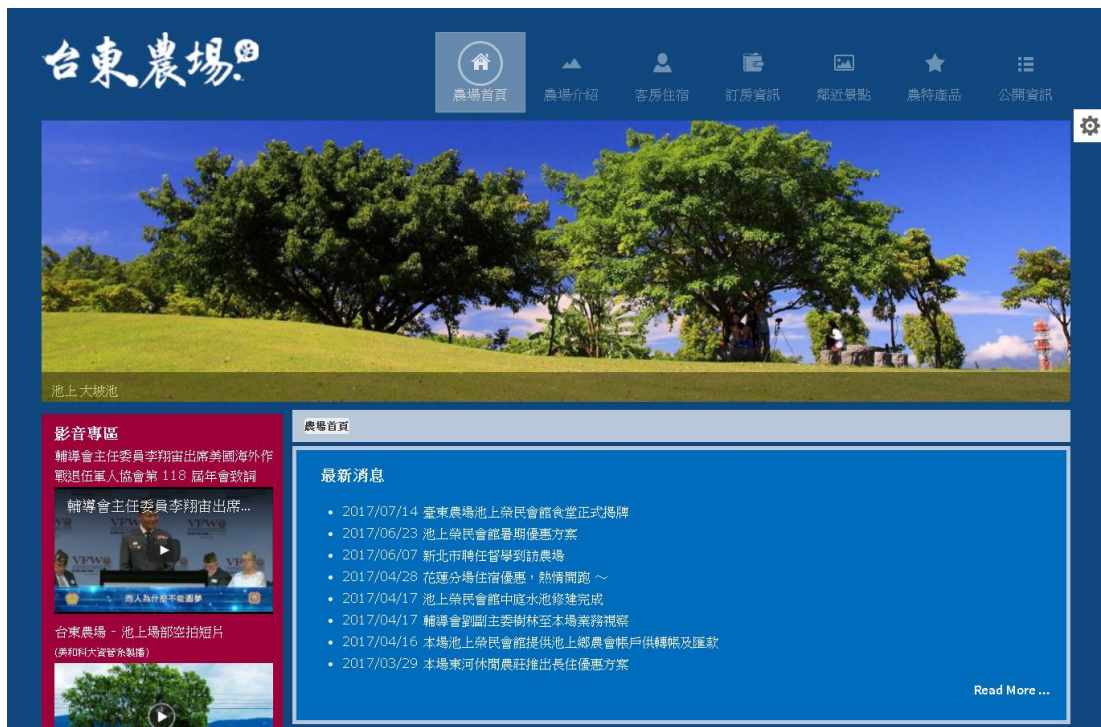 台東農場
農場首頁
農場介紹
客房住宿
訂房資訊
鄰近景點
農特產品
公開資訊
池上大坡池
影音專區
輔導會主任委員李翔宙出席美國海外作
戰退伍軍人協會第 118 屆年會致詞
輔導會主任委員李翔宙出席...
VFW
VFW
VFW
VFW
而人為什麼不能圓夢
台東農場 - 池上場部空拍短片
(美和科大資管系製播)
農場首頁
最新消息
2017/07/14 臺東農場池上榮民會館食堂正式揭牌
2017/06/23 池上榮民會館暑期優惠方案
2017/06/07 新北市聘任督學到訪農場
2017/04/28 花蓮分場住宿優惠，熱情開跑 ～
2017/04/17 池上榮民會館中庭水池修建完成
2017/04/17 輔導會劉副主委樹林至本場業務視察
2017/04/16 本場池上榮民會館提供池上鄉農會帳戶供轉帳及匯款
2017/03/29 本場東河休閒農莊推出長住優惠方案
Read More ...